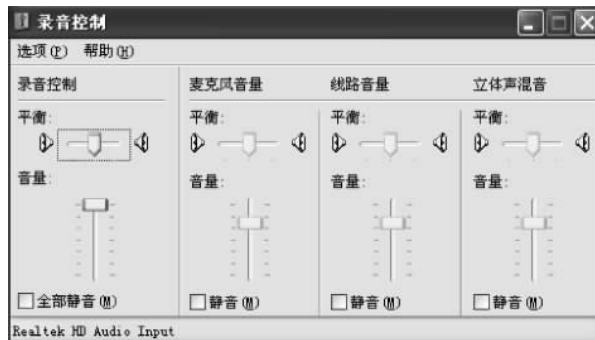 录音控制
选项(P) 帮助(H)
录音控制 麦克风音量 线路音量 立体声混音
平衡: 平衡: 平衡: 平衡:
音量: 音量: 音量: 音量:
全部静音(M) 静音(M) 静音(M) 静音(M)
Realtek HD Audio Input